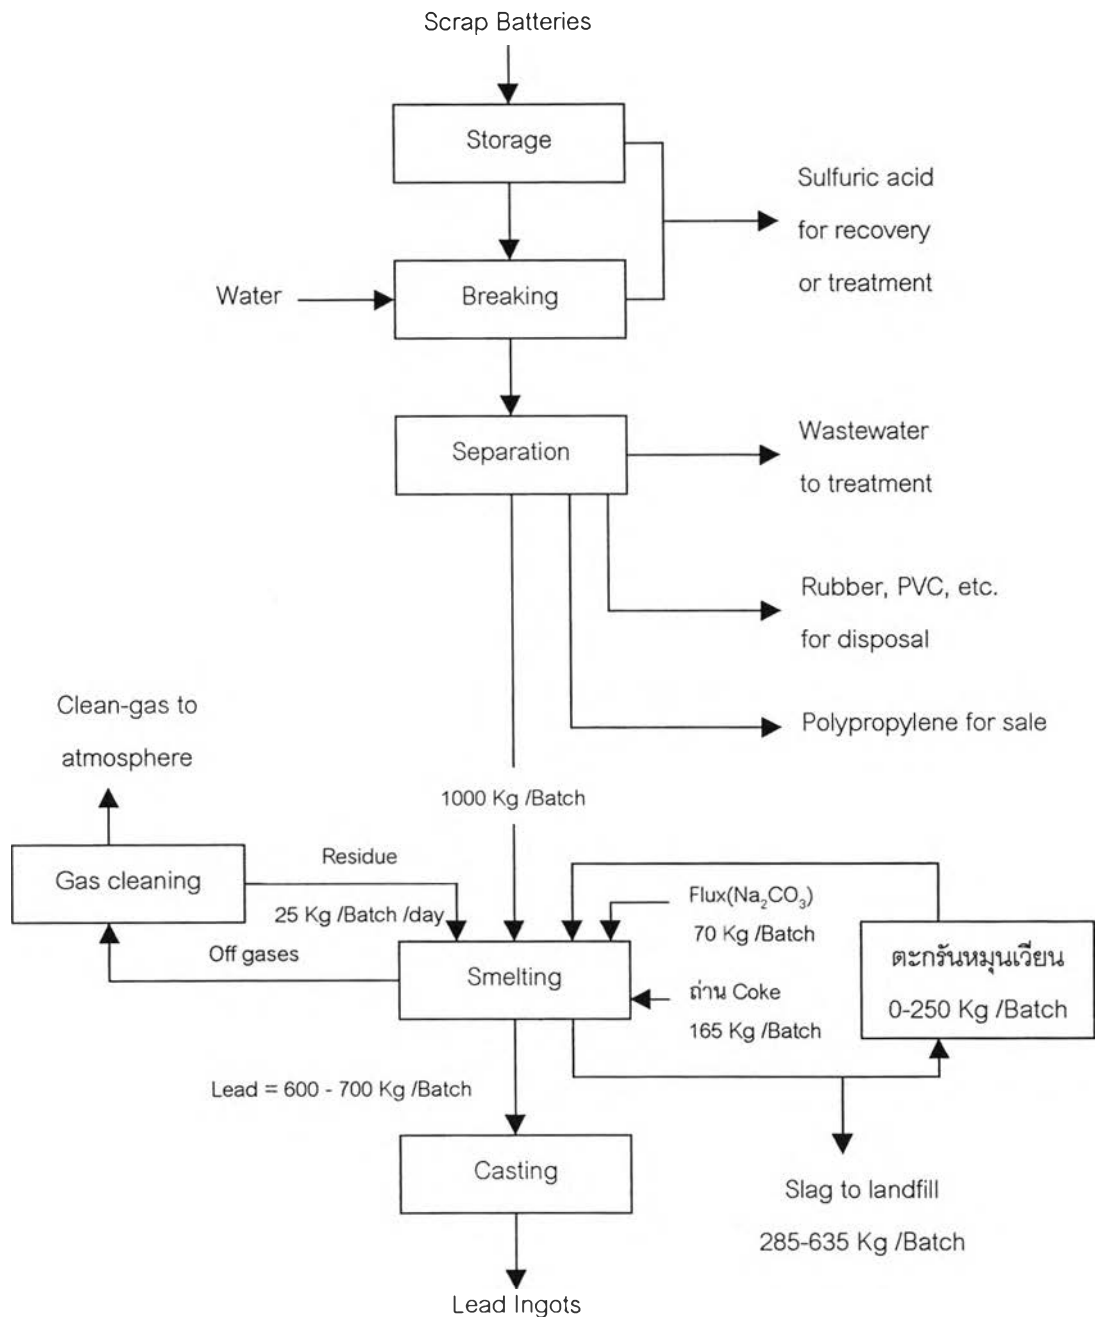 Scrap Batteries
Storage
Sulfuric acid
for recovery
or treatment
Water
Breaking
Separation
Wastewater
to treatment
Rubber, PVC, etc.
for disposal
Polypropylene for sale
Clean-gas to
atmosphere
1000 Kg /Batch
Gas cleaning
Residue
25 Kg /Batch /day
Off gases
Flux(Na₂CO₃)
70 Kg /Batch
Smelting
ถ่าน Coke
165 Kg /Batch
ตะกรันหมุนเวียน
0-250 Kg /Batch
Lead = 600 - 700 Kg /Batch
Casting
Slag to landfill
285-635 Kg /Batch
Lead Ingots